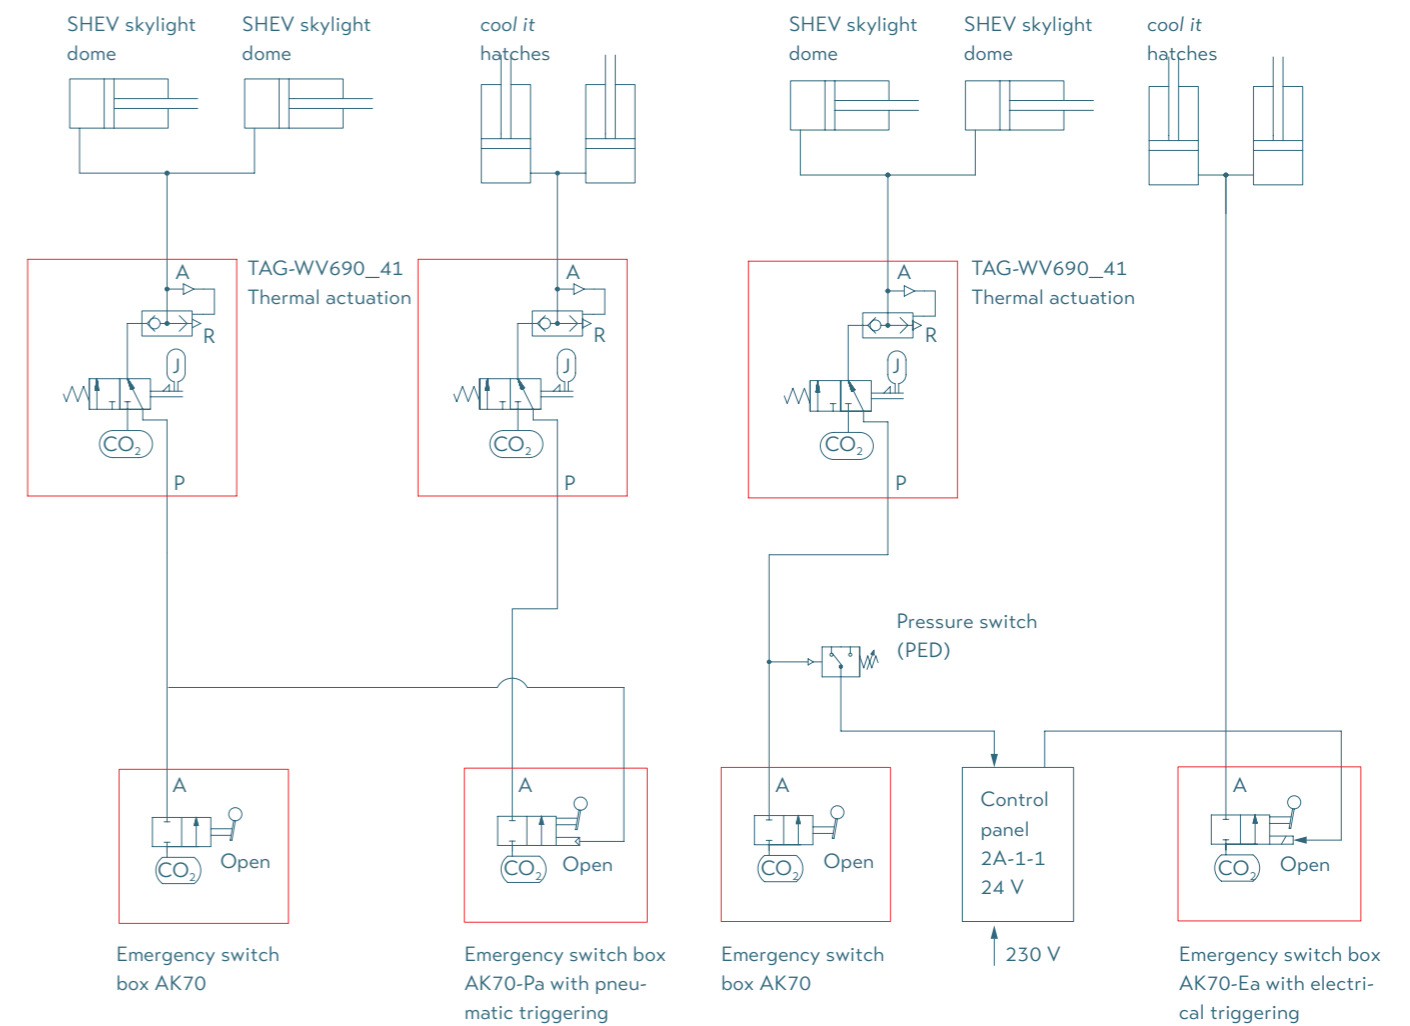 SHEV skylight
dome
SHEV skylight
dome
cool it
hatches
SHEV skylight
dome
SHEV skylight
dome
cool it
hatches
A
TAG-WV690_41
Thermal actuation
R
J
CO2
P
A
R
J
CO2
P
A
TAG-WV690_41
Thermal actuation
R
J
CO2
P
Pressure switch
(PED)
A
CO2
Open
Emergency switch
box AK70
A
CO2
Open
Emergency switch box
AK70-Pa with pneu-
matic triggering
A
CO2
Open
Emergency switch
box AK70
Control
panel
2A-1-1
24 V
230 V
A
CO2
Open
Emergency switch box
AK70-Ea with electri-
cal triggering